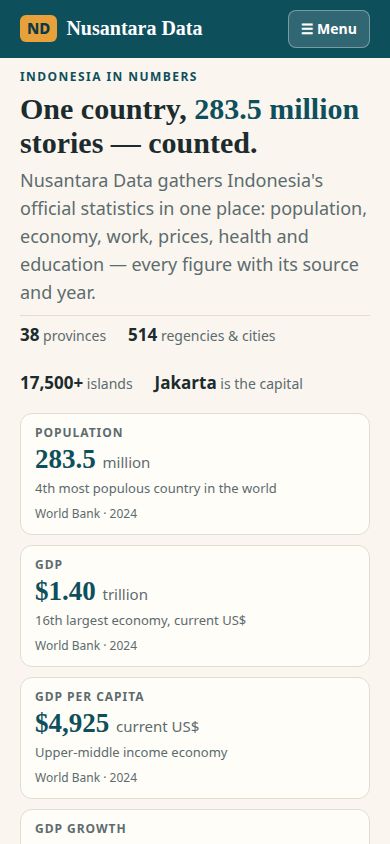 ND Nusantara Data ☰ Menu
INDONESIA IN NUMBERS
One country, 283.5 million
stories — counted.
Nusantara Data gathers Indonesia's
official statistics in one place: population,
economy, work, prices, health and
education — every figure with its source
and year.
38 provinces 514 regencies & cities
17,500+ islands Jakarta is the capital
POPULATION
283.5 million
4th most populous country in the world
World Bank · 2024
GDP
$1.40 trillion
16th largest economy, current US$
World Bank · 2024
GDP PER CAPITA
$4,925 current US$
Upper-middle income economy
World Bank · 2024
GDP GROWTH